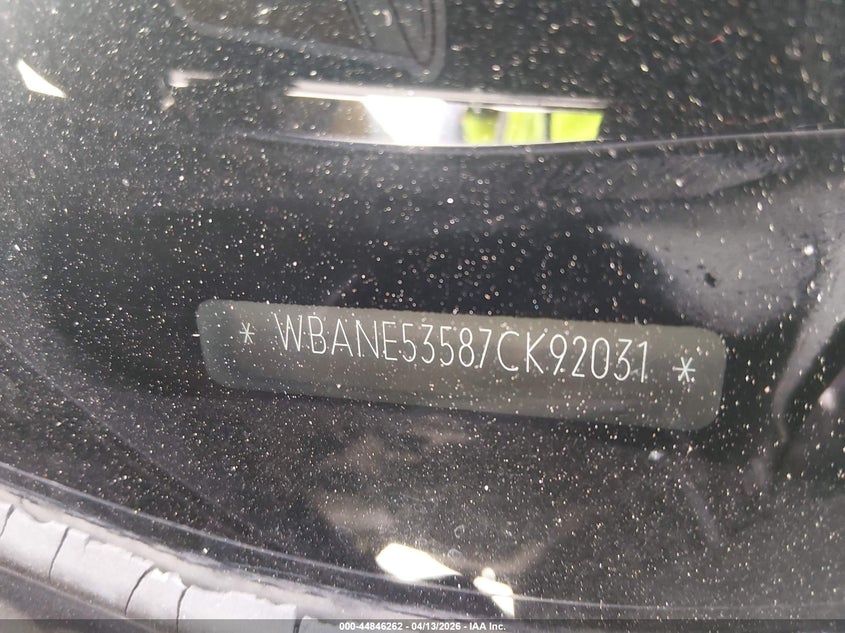 * WBANE53587CK92031 *
000-44846262 - 04/13/2026 - IAA Inc.